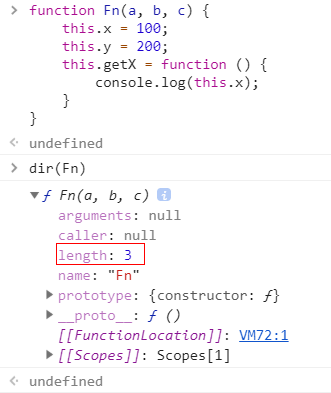 function Fn(a, b, c) {
this.x = 100;
this.y = 200;
this.getX = function () {
console.log(this.x);
}
}
undefined
dir(Fn)
ƒ Fn(a, b, c) i
arguments: null
caller: null
length: 3
name: "Fn"
prototype: {constructor: ƒ}
__proto__: ƒ ()
[[FunctionLocation]]: VM72:1
[[Scopes]]: Scopes[1]
undefined